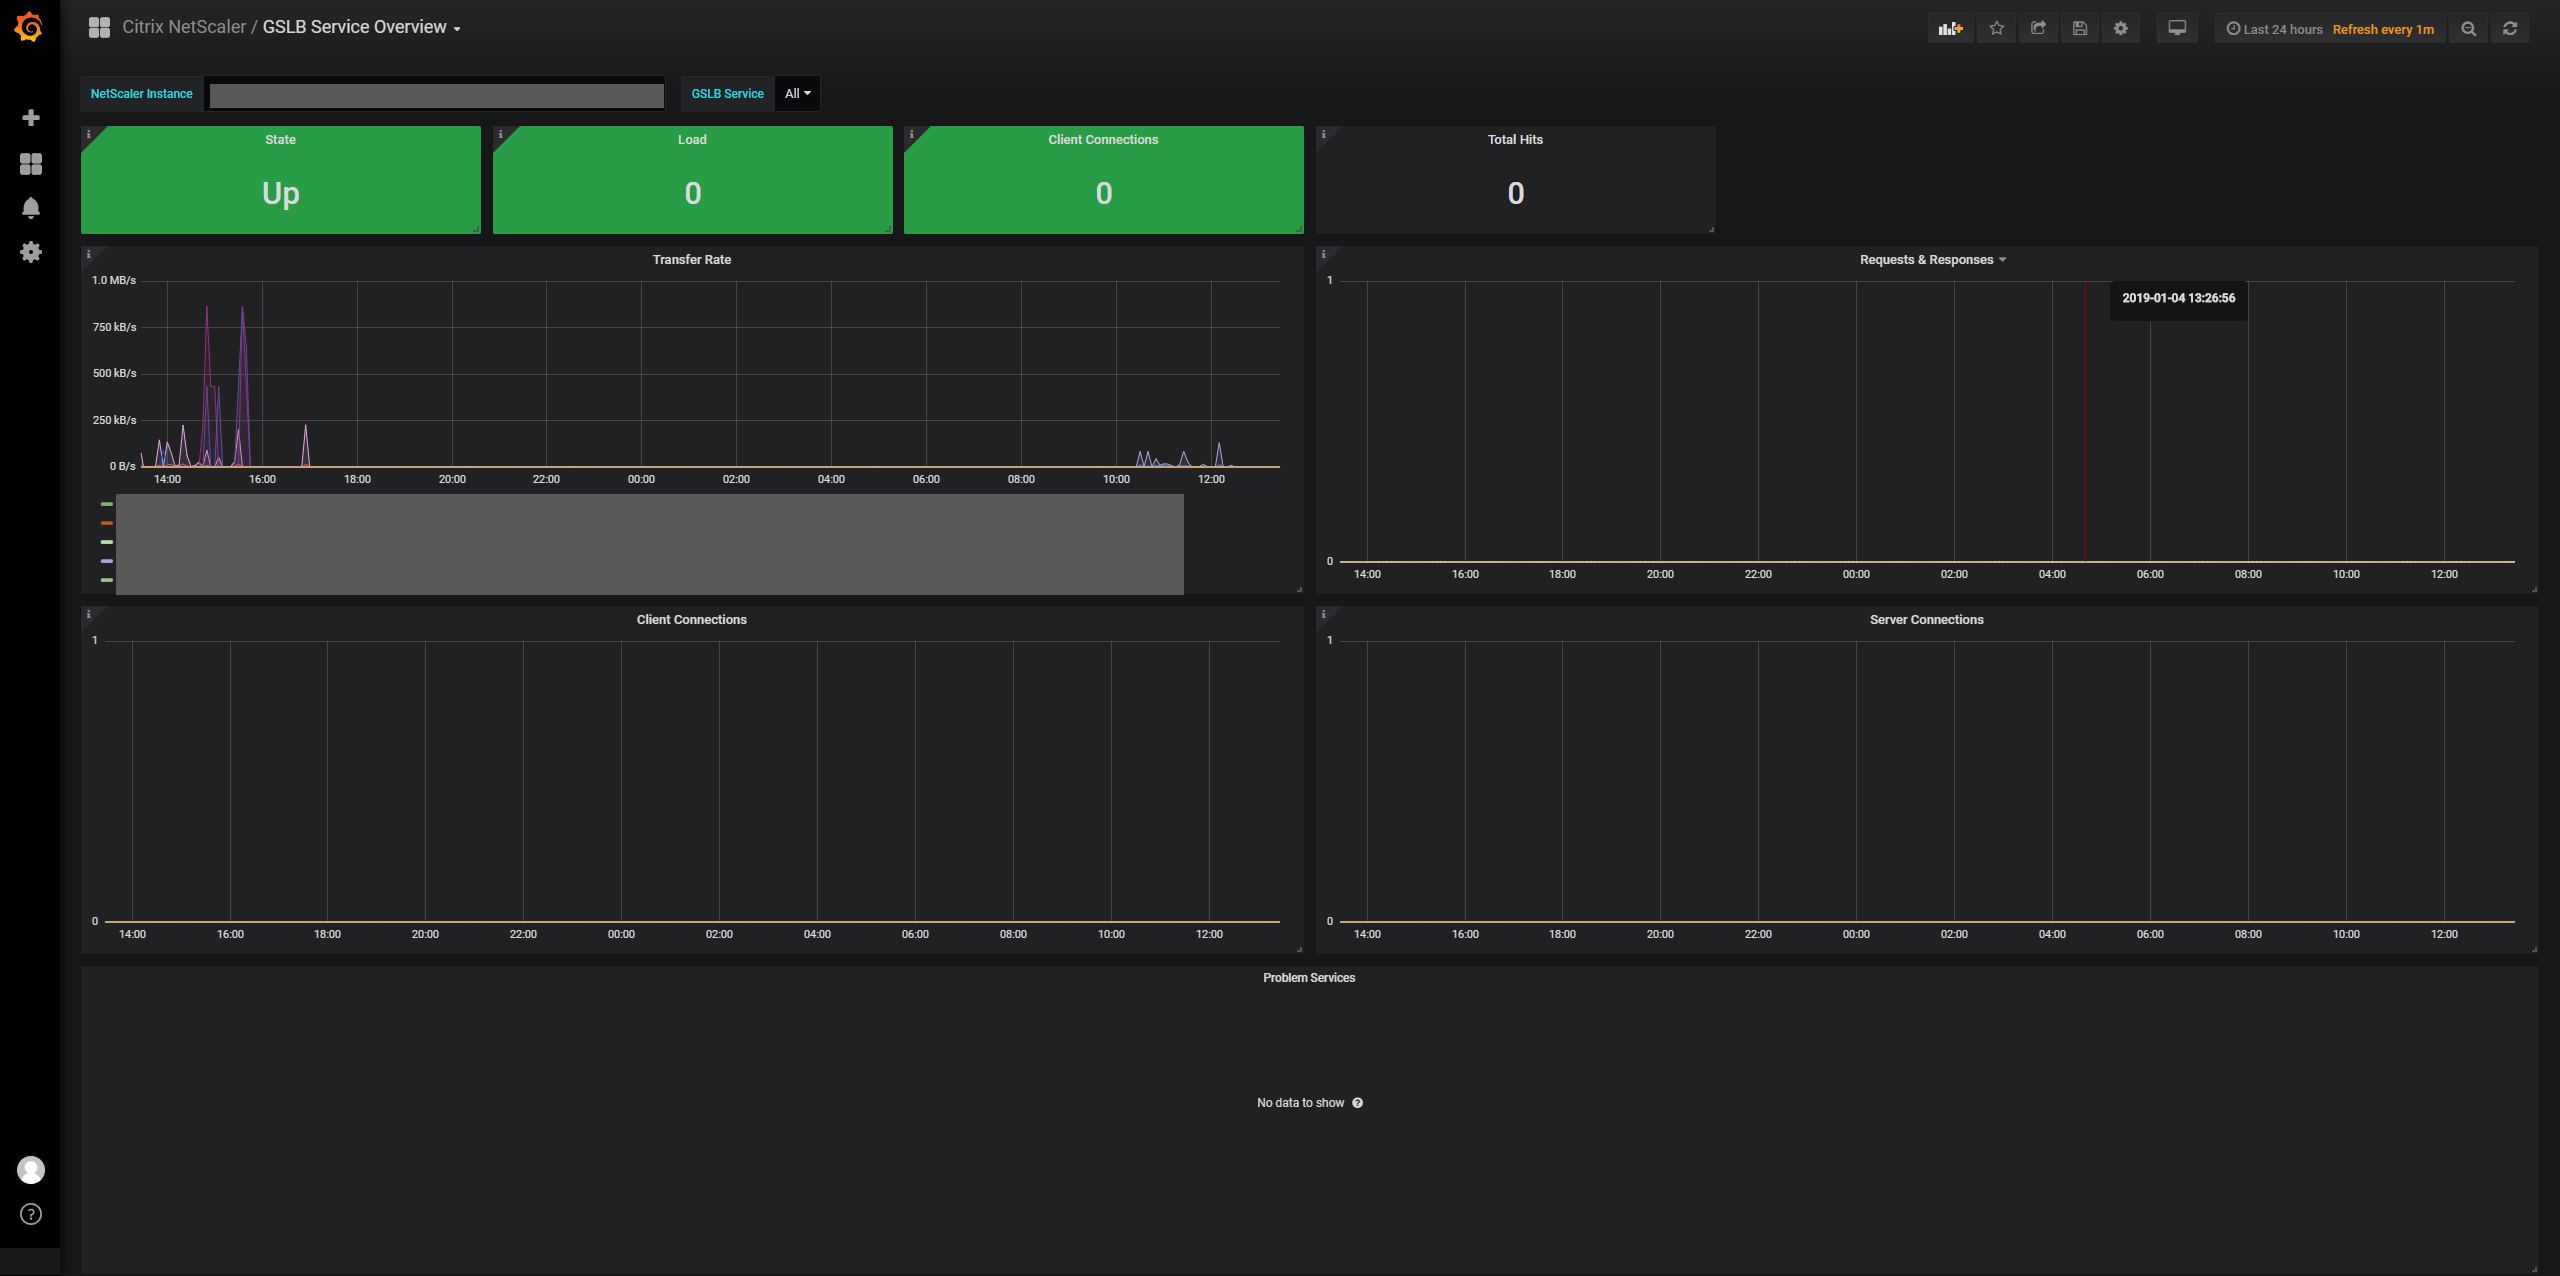 Citrix NetScaler / GSLB Service Overview
Last 24 hours Refresh every 1m
NetScaler Instance
GSLB Service All
State
Up
Load
0
Client Connections
0
Total Hits
0
Transfer Rate
1.0 MB/s
750 kB/s
500 kB/s
250 kB/s
0 B/s
14:00 16:00 18:00 20:00 22:00 00:00 02:00 04:00 06:00 08:00 10:00 12:00
Requests & Responses
1
2019-01-04 13:26:56
0
14:00 16:00 18:00 20:00 22:00 00:00 02:00 04:00 06:00 08:00 10:00 12:00
Client Connections
1
0
14:00 16:00 18:00 20:00 22:00 00:00 02:00 04:00 06:00 08:00 10:00 12:00
Server Connections
1
0
14:00 16:00 18:00 20:00 22:00 00:00 02:00 04:00 06:00 08:00 10:00 12:00
Problem Services
No data to show